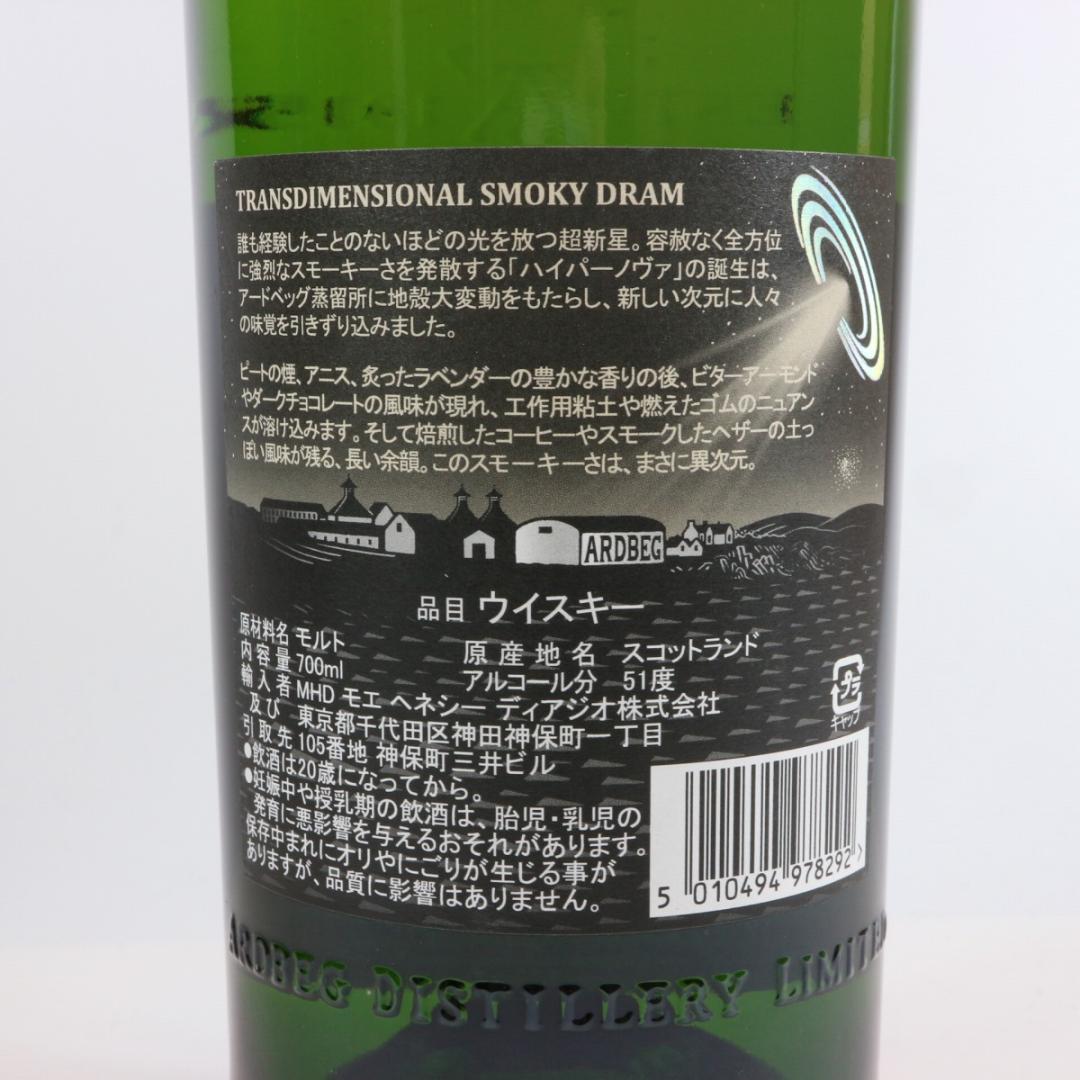 TRANSDIMENSIONAL SMOKY DRAM
誰も経験したことのないほどの光を放つ超新星。容赦なく全方位
に強烈なスモーキーさを発散する「ハイパーノヴァ」の誕生は、
アードベッグ蒸留所に地殻大変動をもたらし、新しい次元に人々
の味覚を引きずり込みました。
ピートの煙、アニス、炙ったラベンダーの豊かな香りの後、ビターアーモンド
やダークチョコレートの風味が現れ、工作用粘土や燃えたゴムのニュアン
スが溶け込みます。そして焙煎したコーヒーやスモークしたヘザーの土っ
ぽい風味が残る、長い余韻。このスモーキーさは、まさに異次元。
ARDBEG
品目 ウイスキー
原材料名 モルト 原産地名 スコットランド
内容量 700ml アルコール分 51度
輸入者 MHD モエ ヘネシー ディアジオ株式会社
及び 東京都千代田区神田神保町一丁目
引取先 105番地 神保町三井ビル
●飲酒は20歳になってから。
●妊娠中や授乳期の飲酒は、胎児・乳児の
発育に悪影響を与えるおそれがあります。
保存中まれにオリやにごりが生じる事が
ありますが、品質に影響はありません。
プラ
キャップ
5 010494 978292 >
ARDBEG DISTILLERY LIMITED